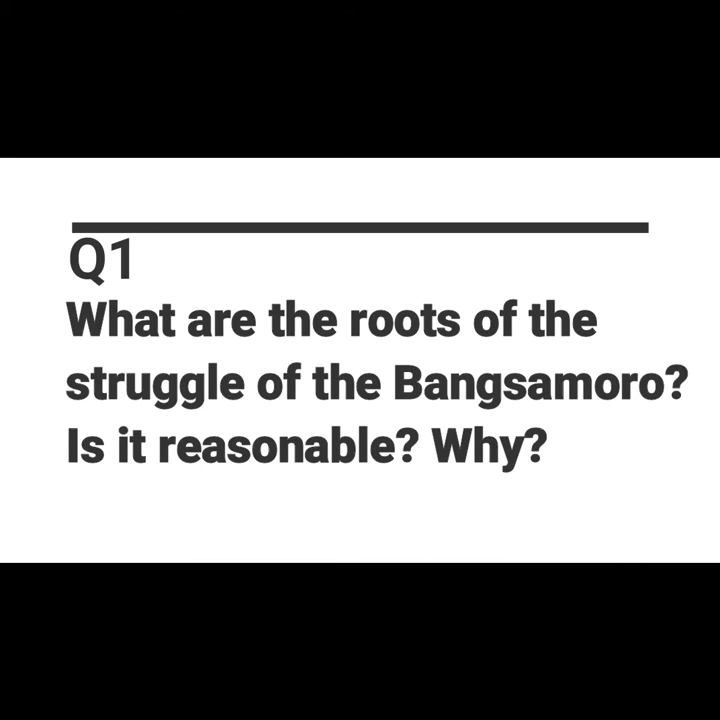 Q1
What are the roots of the
struggle of the Bangsamoro?
Is it reasonable? Why?